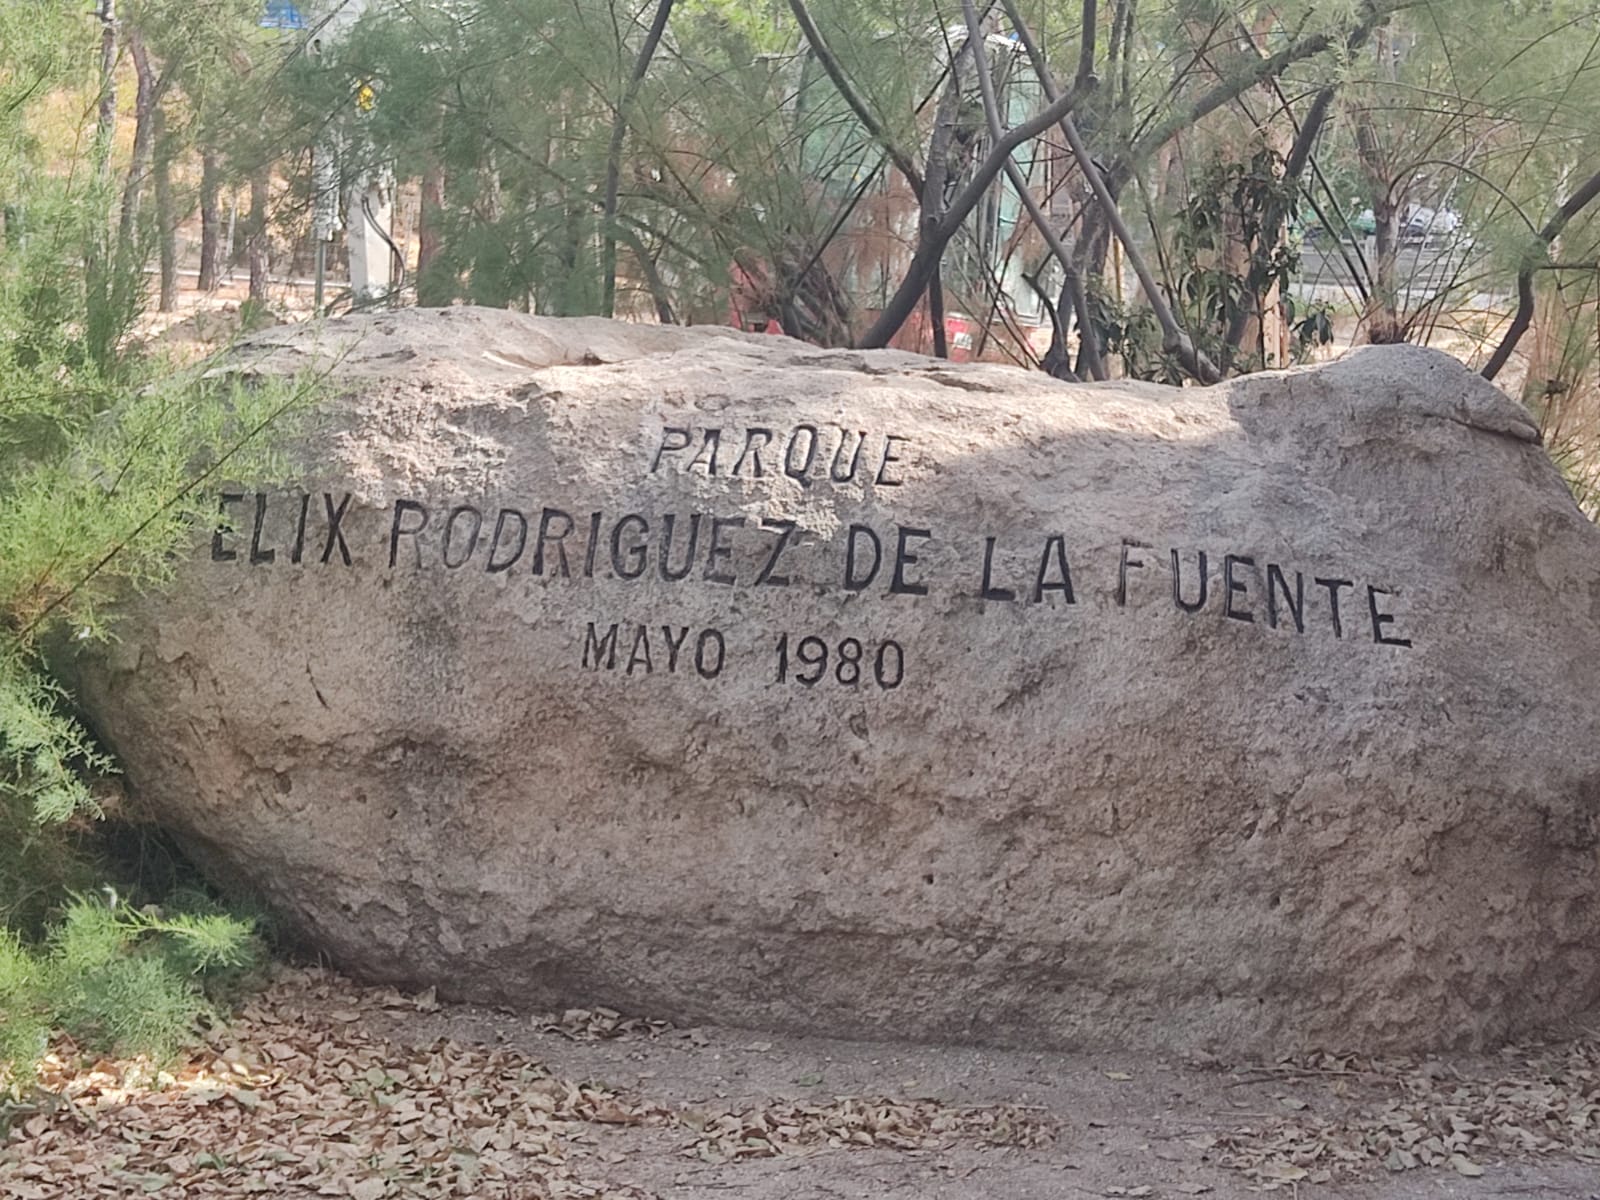 PARQUE
ELIX RODRIGUEZ DE LA FUENTE
MAYO 1980